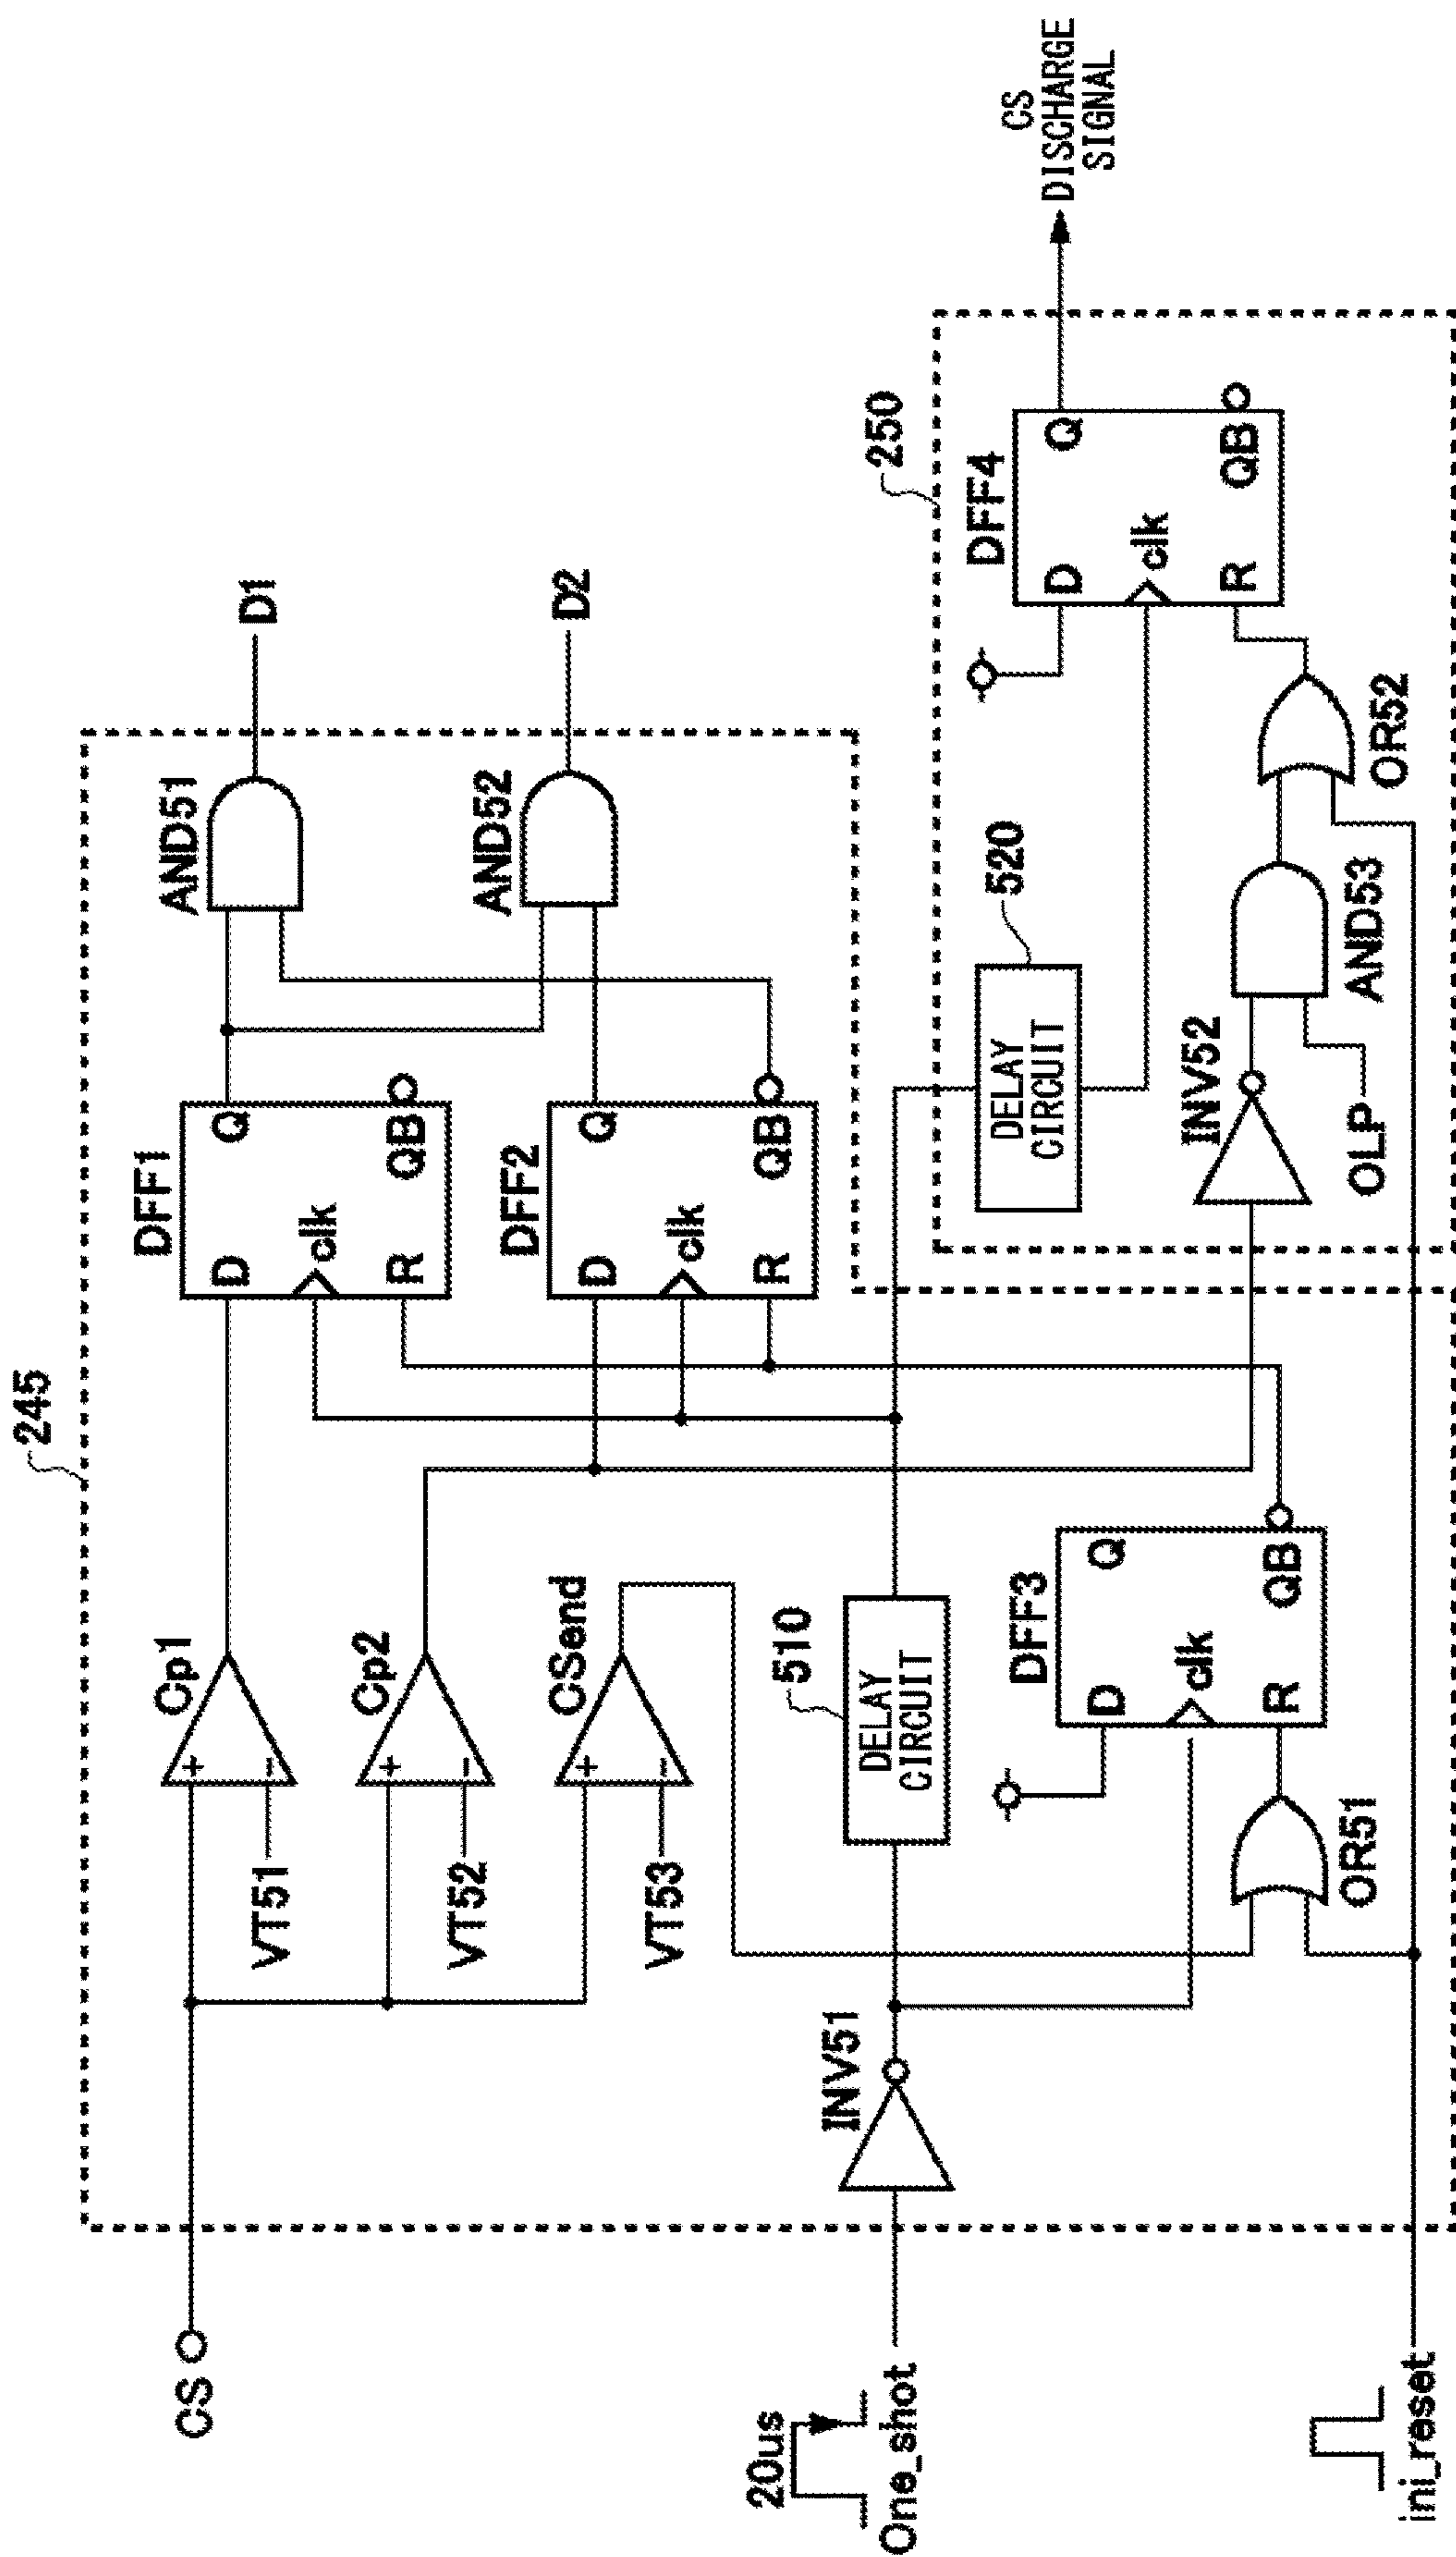 245
CS
Cp1
+
-
VT51
Cp2
+
-
VT52
CSend
+
-
VT53
DFF1
D
Q
clk
R
QB
DFF2
D
Q
clk
R
QB
AND51
D1
AND52
D2
20us
One_shot
INV51
510
DELAY
CIRCUIT
DFF3
D
Q
clk
R
QB
OR51
ini_reset
250
520
DELAY
CIRCUIT
DFF4
D
Q
clk
R
QB
INV52
OLP
AND53
OR52
CS
DISCHARGE
SIGNAL